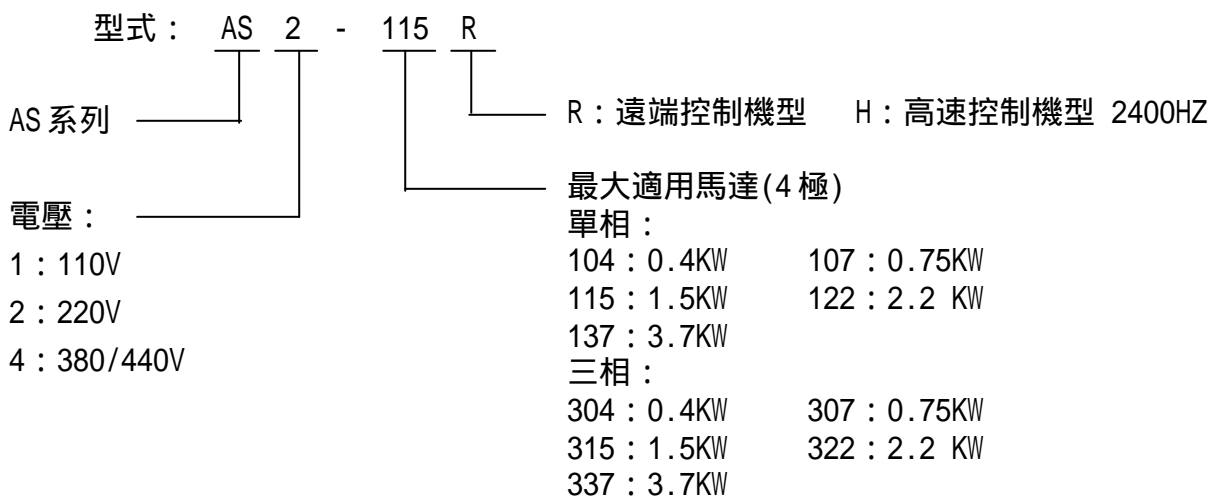 型式： AS 2 - 115 R
AS系列
R：遠端控制機型 H：高速控制機型 2400HZ
電壓：
1：110V
2：220V
4：380/440V
最大適用馬達(4極)
單相：
104：0.4KW 107：0.75KW
115：1.5KW 122：2.2 KW
137：3.7KW
三相：
304：0.4KW 307：0.75KW
315：1.5KW 322：2.2 KW
337：3.7KW